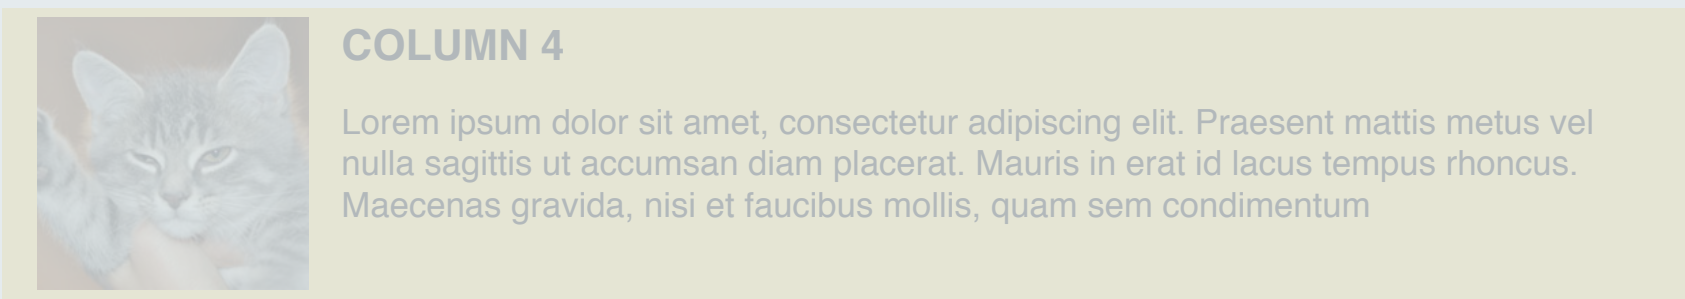 COLUMN 4
Lorem ipsum dolor sit amet, consectetur adipiscing elit. Praesent mattis metus vel
nulla sagittis ut accumsan diam placerat. Mauris in erat id lacus tempus rhoncus.
Maecenas gravida, nisi et faucibus mollis, quam sem condimentum